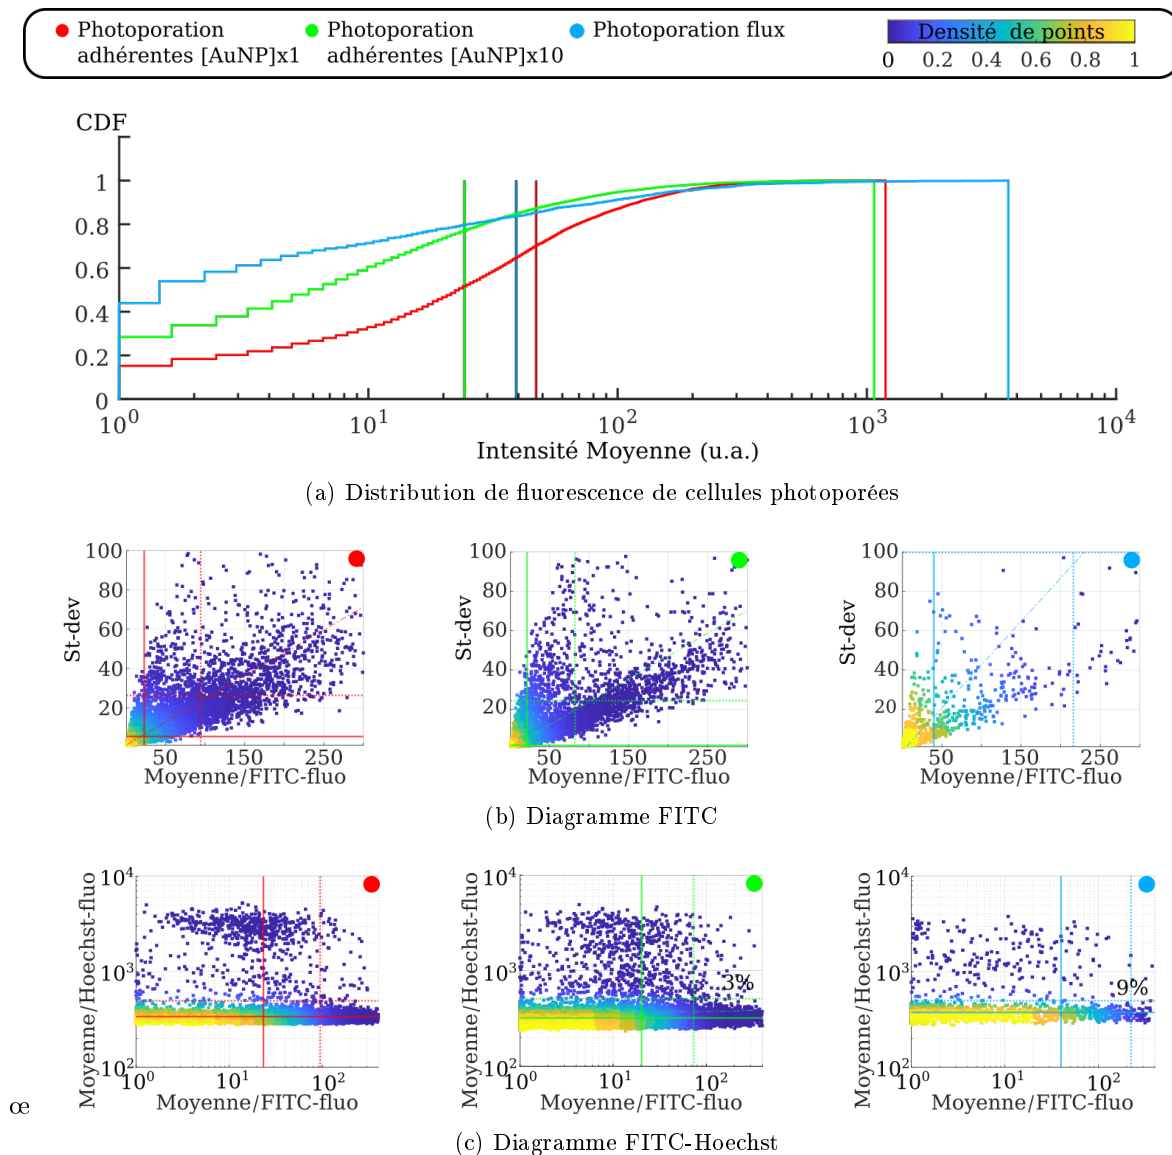 Photoporation
adhérentes [AuNP]x1
Photoporation
adhérentes [AuNP]x10
Photoporation flux
Densité de points
0 0.2 0.4 0.6 0.8 1
CDF
1
0.8
0.6
0.4
0.2
0
10^0 10^1 10^2 10^3 10^4
Intensité Moyenne (u.a.)
(a) Distribution de fluorescence de cellules photoporées
100
80
60
40
20
St-dev
50 150 250
Moyenne/FITC-fluo
100
80
60
40
20
St-dev
50 150 250
Moyenne/FITC-fluo
100
80
60
40
20
St-dev
50 150 250
Moyenne/FITC-fluo
(b) Diagramme FITC
10^4
10^3
10^2
Moyenne/Hoechst-fluo
10^0 10^1 10^2
Moyenne/FITC-fluo
10^4
10^3
10^2
Moyenne/Hoechst-fluo
3%
10^0 10^1 10^2
Moyenne/FITC-fluo
10^4
10^3
10^2
Moyenne/Hoechst-fluo
9%
10^0 10^1 10^2
Moyenne/FITC-fluo
œ
(c) Diagramme FITC-Hoechst